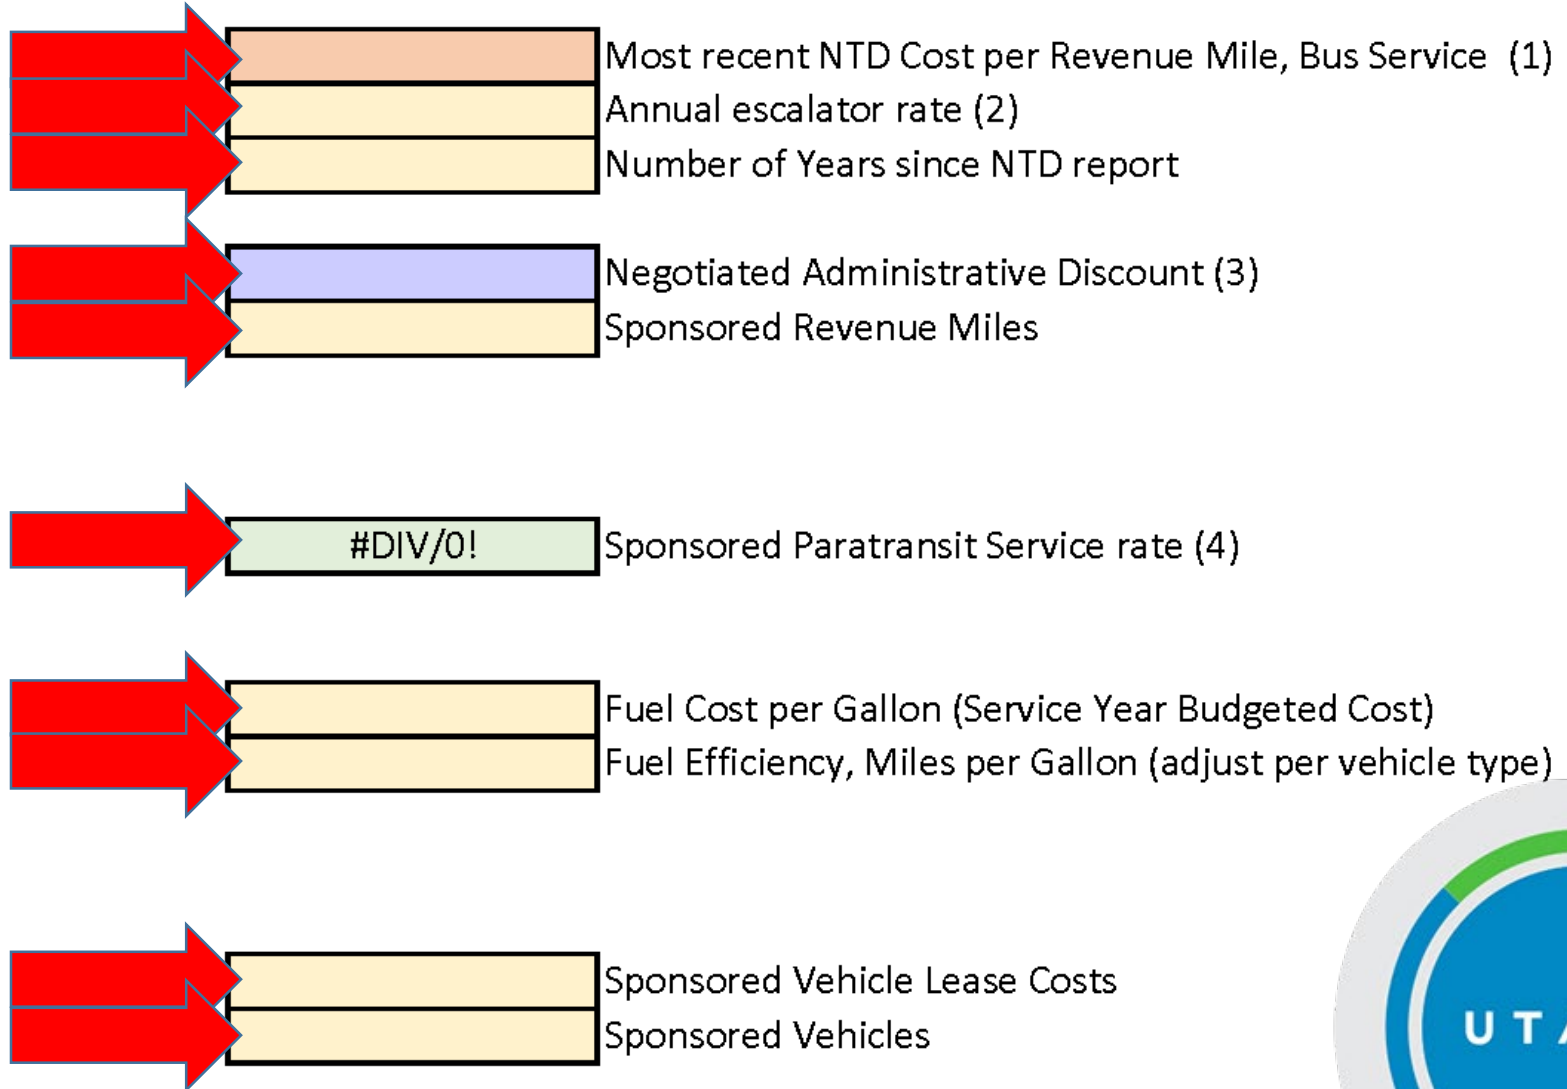 Most recent NTD Cost per Revenue Mile, Bus Service (1)
Annual escalator rate (2)
Number of Years since NTD report
Negotiated Administrative Discount (3)
Sponsored Revenue Miles
#DIV/0! Sponsored Paratransit Service rate (4)
Fuel Cost per Gallon (Service Year Budgeted Cost)
Fuel Efficiency, Miles per Gallon (adjust per vehicle type)
Sponsored Vehicle Lease Costs
Sponsored Vehicles